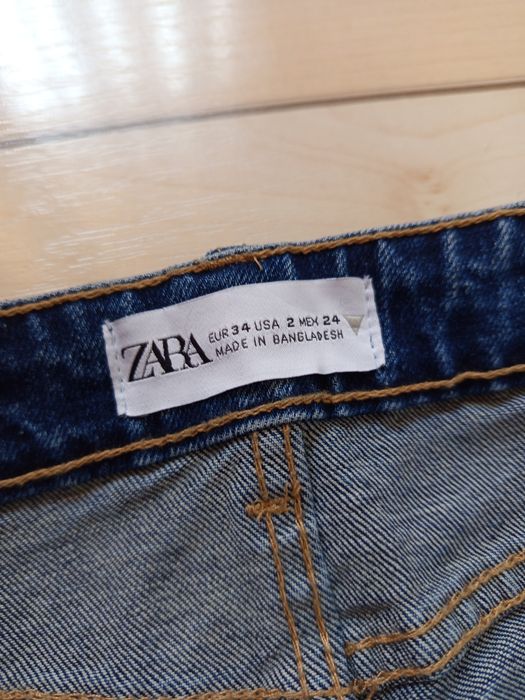 ZARA
EUR 34 USA 2 MEX 24
MADE IN BANGLADESH